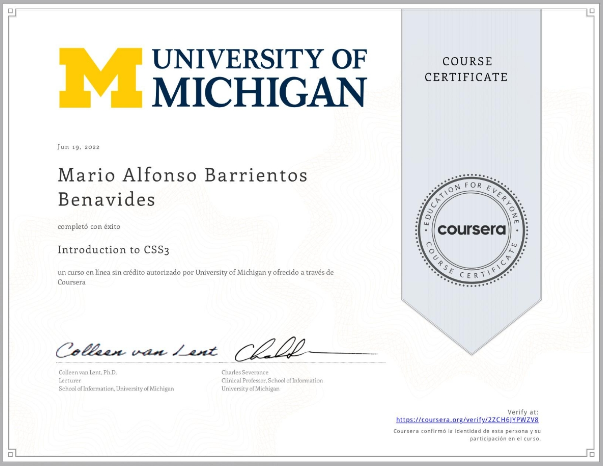 M UNIVERSITY OF
MICHIGAN
COURSE
CERTIFICATE
Jun 19, 2022
Mario Alfonso Barrientos
Benavides
completó con éxito
Introduction to CSS3
un curso en línea sin crédito autorizado por University of Michigan y ofrecido a través de
Coursera
EDUCATION FOR EVERYONE
coursera
COURSE CERTIFICATE
Colleen van Lent
Colleen van Lent, Ph.D.
Lecturer
School of Information, University of Michigan
Charles Severance
Clinical Professor, School of Information
University of Michigan
Verify at:
https://coursera.org/verify/2ZCH6JYPWZV8
Coursera confirmó la identidad de esta persona y su
participación en el curso.